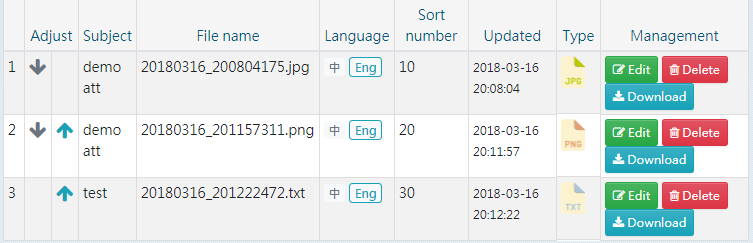 Adjust Subject File name Language Sort number Updated Type Management
1 demo att 20180316_200804175.jpg 中 Eng 10 2018-03-16 20:08:04 JPG Edit Delete Download
2 demo att 20180316_201157311.png 中 Eng 20 2018-03-16 20:11:57 PNG Edit Delete Download
3 test 20180316_201222472.txt 中 Eng 30 2018-03-16 20:12:22 TXT Edit Delete Download